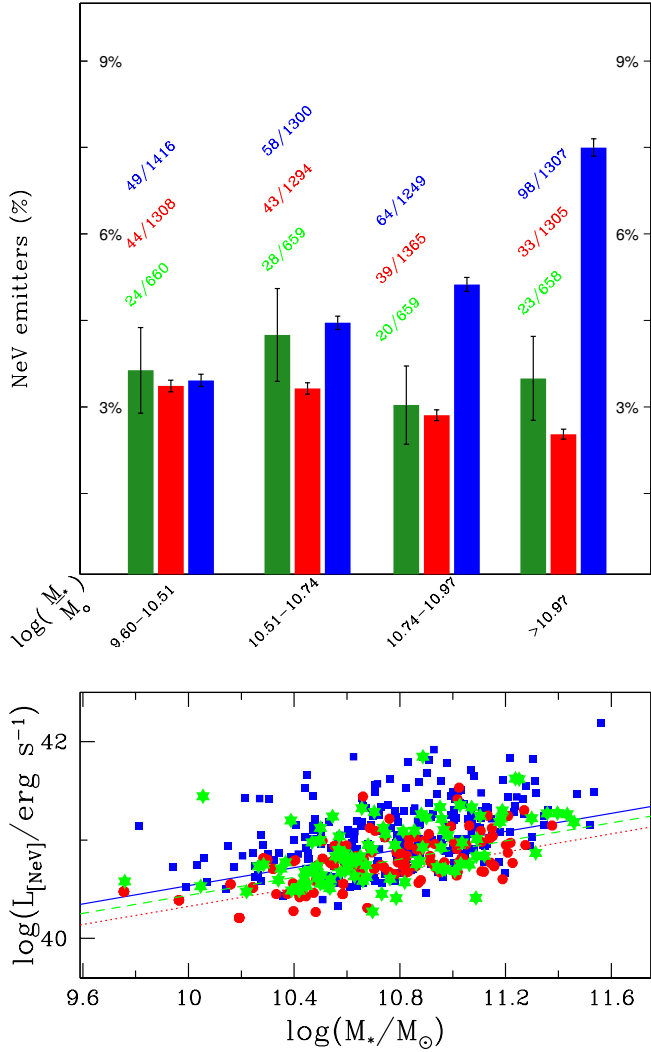 9% 9%
49/1416 58/1300 98/1307
44/1308 43/1294 64/1249 33/1305
24/660 28/659 39/1365 23/658
20/659
6% 6%
NeV emitters (%)
3% 3%
log(M*/M⊙) 9.60−10.51 10.51−10.74 10.74−10.97 >10.97
42
40
log(L[NeV]/erg s−1)
9.6 10 10.4 10.8 11.2 11.6
log(M*/M⊙)